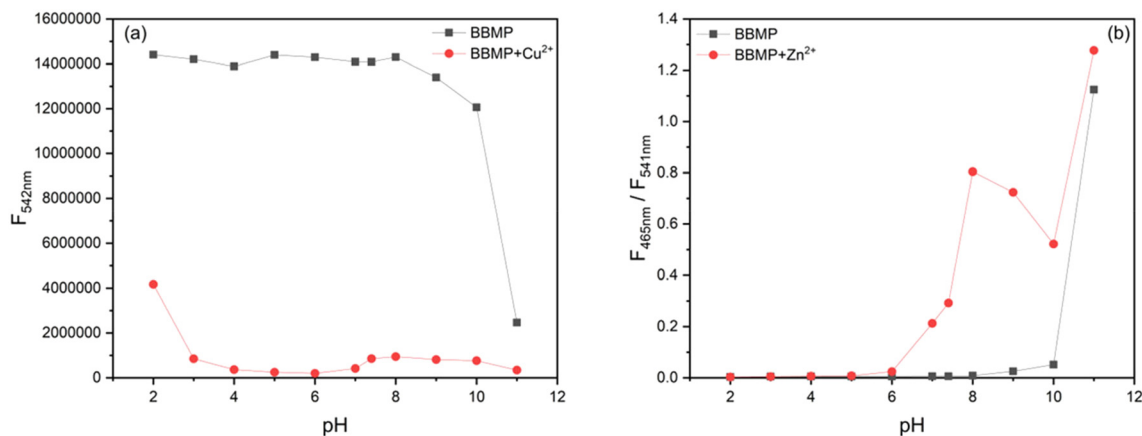 (a)
BBMP
BBMP+Cu²⁺
16000000
14000000
12000000
10000000
8000000
6000000
4000000
2000000
0
F₅₄₂ₙₘ
2 4 6 8 10 12
pH
(b)
BBMP
BBMP+Zn²⁺
1.4
1.2
1.0
0.8
0.6
0.4
0.2
0.0
F₄₆₅ₙₘ / F₅₄₁ₙₘ
2 4 6 8 10 12
pH